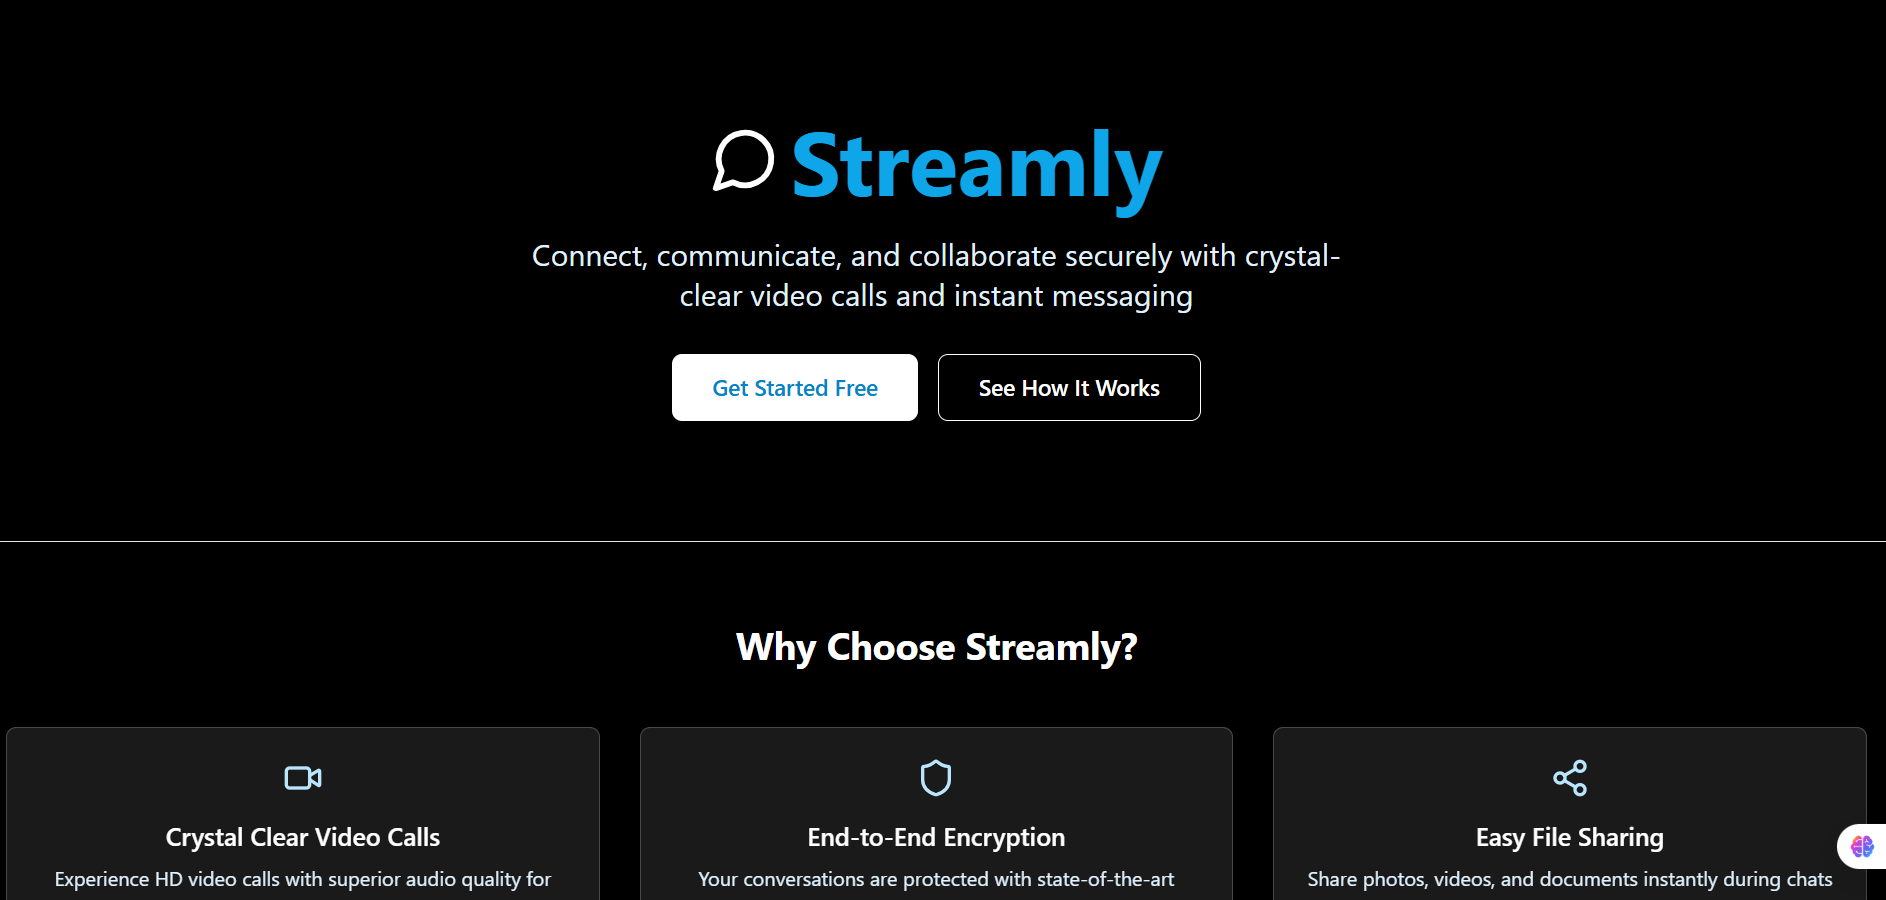 Streamly
Connect, communicate, and collaborate securely with crystal-
clear video calls and instant messaging
Get Started Free
See How It Works
Why Choose Streamly?
Crystal Clear Video Calls
Experience HD video calls with superior audio quality for
End-to-End Encryption
Your conversations are protected with state-of-the-art
Easy File Sharing
Share photos, videos, and documents instantly during chats